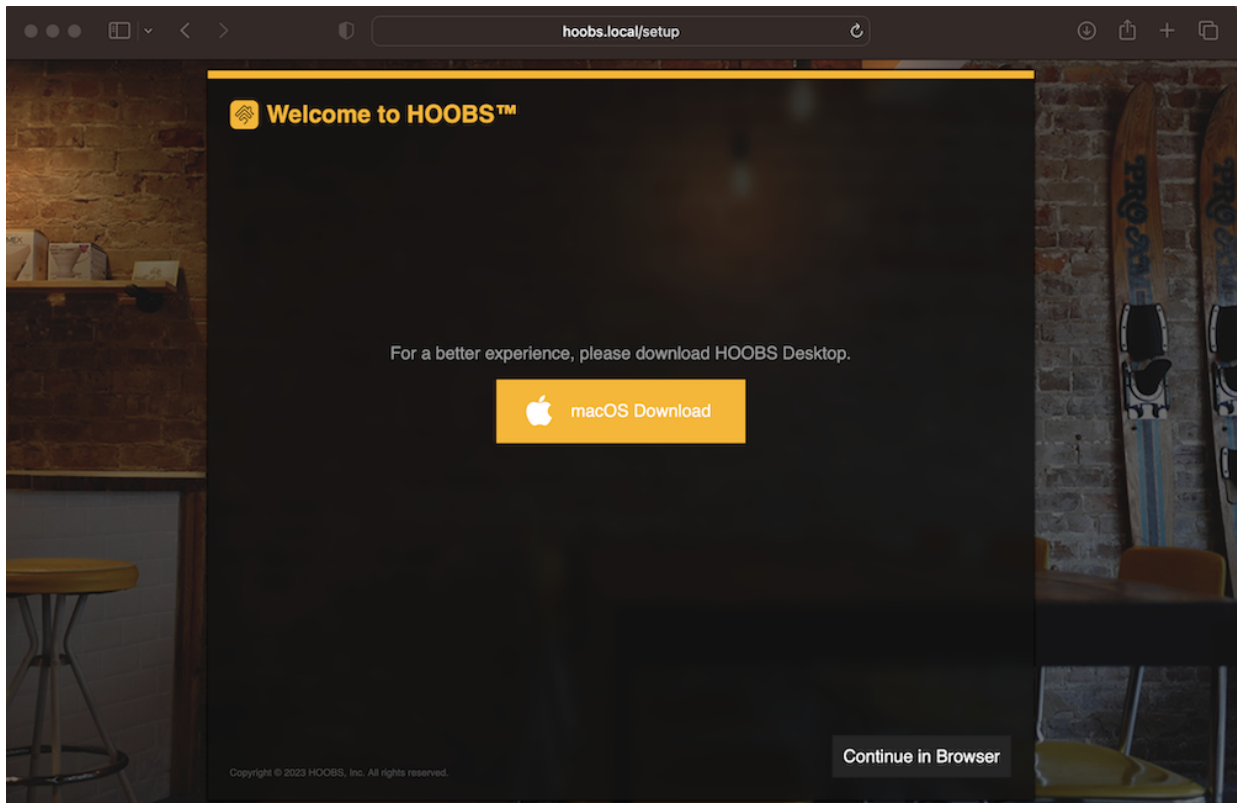 hoobs.local/setup
Welcome to HOOBS™
For a better experience, please download HOOBS Desktop.
macOS Download
Continue in Browser
Copyright © 2023 HOOBS, Inc. All rights reserved.